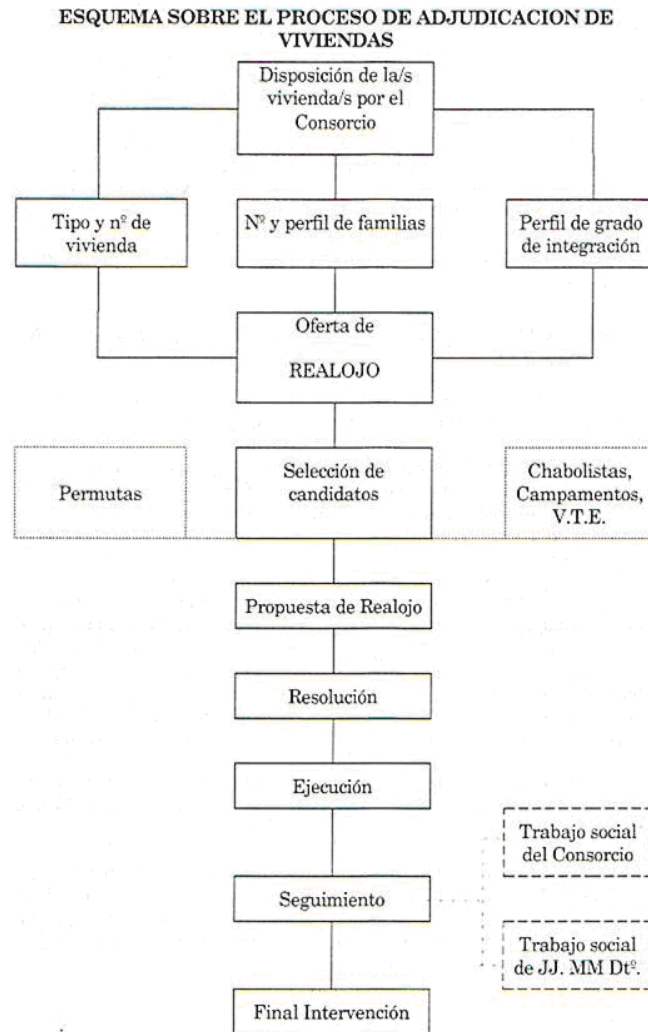 ESQUEMA SOBRE EL PROCESO DE ADJUDICACION DE
VIVIENDAS
Disposición de la/s
vivienda/s por el
Consorcio
Tipo y nº de
vivienda
Nº y perfil de familias
Perfil de grado
de integración
Oferta de
REALOJO
Permutas
Selección de
candidatos
Chabolistas,
Campamentos,
V.T.E.
Propuesta de Realojo
Resolución
Ejecución
Trabajo social
del Consorcio
Seguimiento
Trabajo social
de JJ. MM Dtº.
Final Intervención